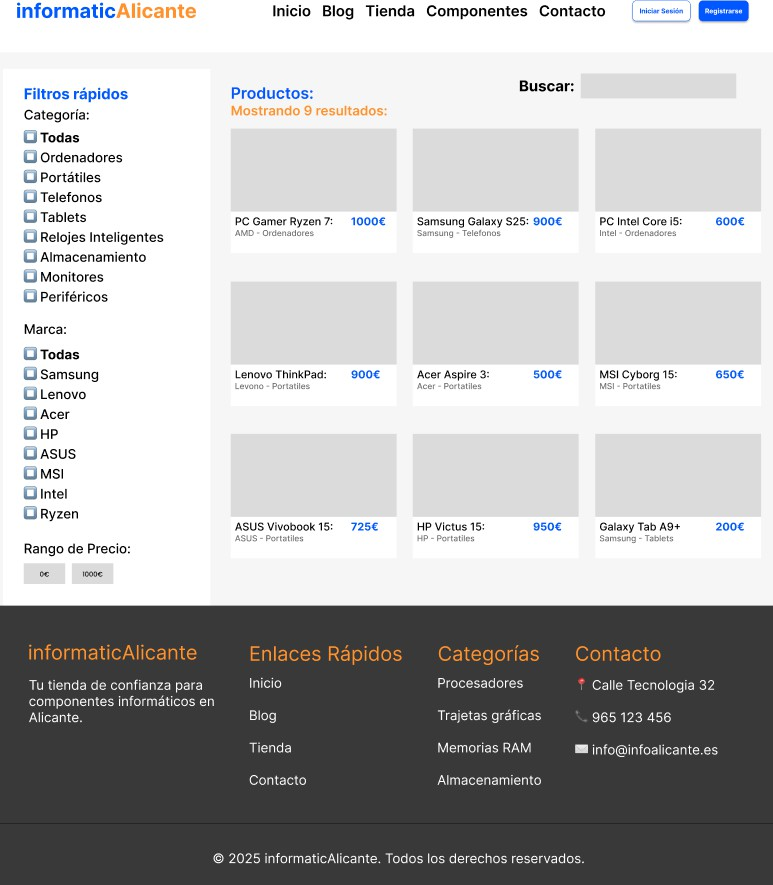 informaticAlicante
Inicio Blog Tienda Componentes Contacto
Iniciar Sesión
Registrarse
Filtros rápidos
Categoría:
Todas
Ordenadores
Portátiles
Telefonos
Tablets
Relojes Inteligentes
Almacenamiento
Monitores
Periféricos
Marca:
Todas
Samsung
Lenovo
Acer
HP
ASUS
MSI
Intel
Ryzen
Rango de Precio:
0€ 1000€
Productos:
Mostrando 9 resultados:
Buscar:
PC Gamer Ryzen 7: 1000€
AMD - Ordenadores
Samsung Galaxy S25: 900€
Samsung - Telefonos
PC Intel Core i5: 600€
Intel - Ordenadores
Lenovo ThinkPad: 900€
Levono - Portatiles
Acer Aspire 3: 500€
Acer - Portatiles
MSI Cyborg 15: 650€
MSI - Portatiles
ASUS Vivobook 15: 725€
ASUS - Portatiles
HP Victus 15: 950€
HP - Portatiles
Galaxy Tab A9+ 200€
Samsung - Tablets
informaticAlicante
Tu tienda de confianza para
componentes informáticos en
Alicante.
Enlaces Rápidos
Inicio
Blog
Tienda
Contacto
Categorías
Procesadores
Trajetas gráficas
Memorias RAM
Almacenamiento
Contacto
📍 Calle Tecnologia 32
📞 965 123 456
✉️ info@infoalicante.es
© 2025 informaticAlicante. Todos los derechos reservados.